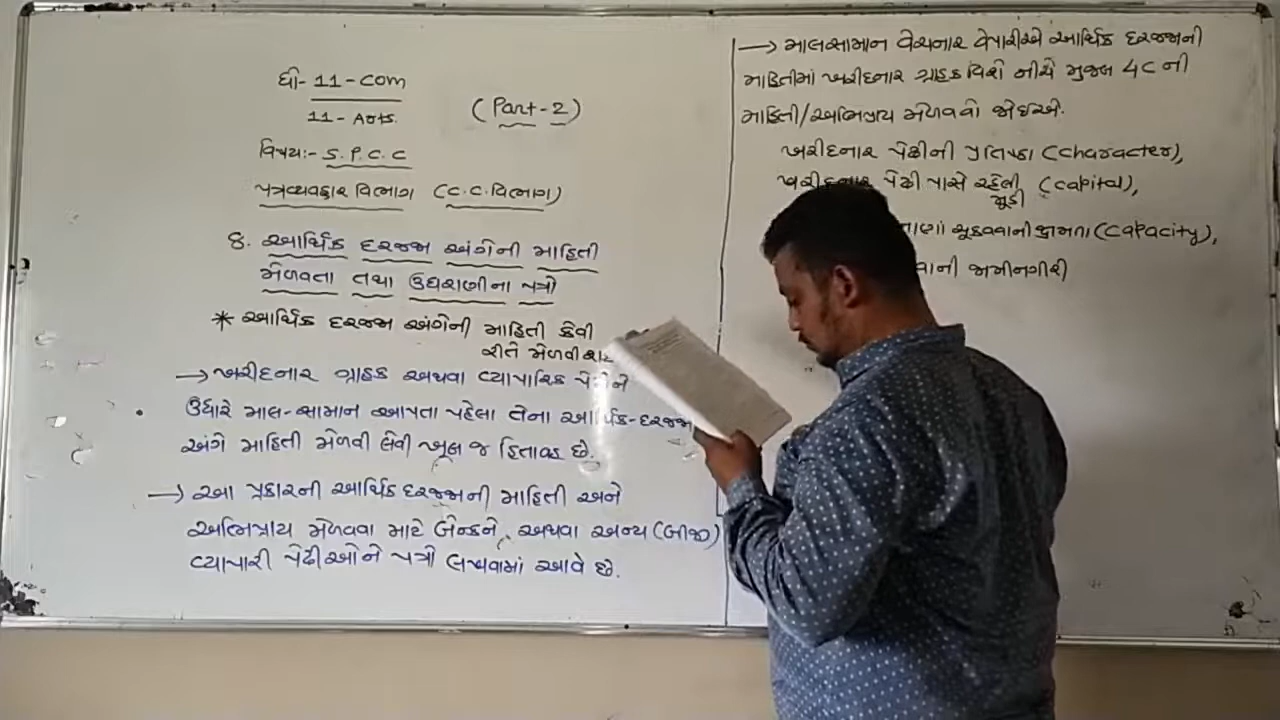 ધો- 11-com
11-Arts.
(Part-2)
વિષય:- S.P.C.C
પત્રવ્યવહાર વિભાગ (C.C.વિભાગ)
8. આર્થિક દરજ્જા અંગેની માહિતી
મેળવતા તથા ઉઘરાણીના પત્રો
* આર્થિક દરજ્જા અંગેની માહિતી કેવી
રીતે મેળવી
→ ખરીદનાર ગ્રાહક અથવા વ્યાપારિક
ઉધારે માલ-સામાન આપતા પહેલા તેના આર્થિક-દરજ્જા
અંગે માહિતી મેળવી લેવી ખૂબ જ હિતાવહ છે.
→ આ પ્રકારની આર્થિક દરજ્જાની માહિતી અને
અભિપ્રાય મેળવવા માટે બેન્કને અથવા અન્ય (બીજી)
વ્યાપારી પેઢીઓને પત્રો લખવામાં આવે છે.
→ માલસામાન વેચનાર વેપારીએ આર્થિક દરજ્જાની
માહિતીમાં ખરીદનાર ગ્રાહક વિશે નીચે મુજબ 4C ની
માહિતી/અભિપ્રાય મેળવવો જોઇએ.
ખરીદનાર પેઢીની પ્રતિષ્ઠા (character),
ખરીદનાર પેઢી પાસે રહેલી મૂડી (capital),
નાણાં ચૂકવવાની ક્ષમતા (capacity),
વાની જામીનગીરી